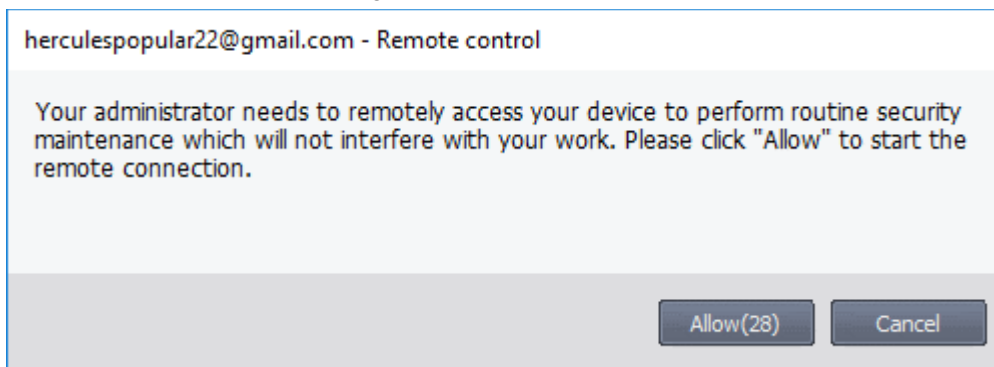 herculespopular22@gmail.com - Remote control
Your administrator needs to remotely access your device to perform routine security
maintenance which will not interfere with your work. Please click "Allow" to start the
remote connection.
Allow(28)
Cancel